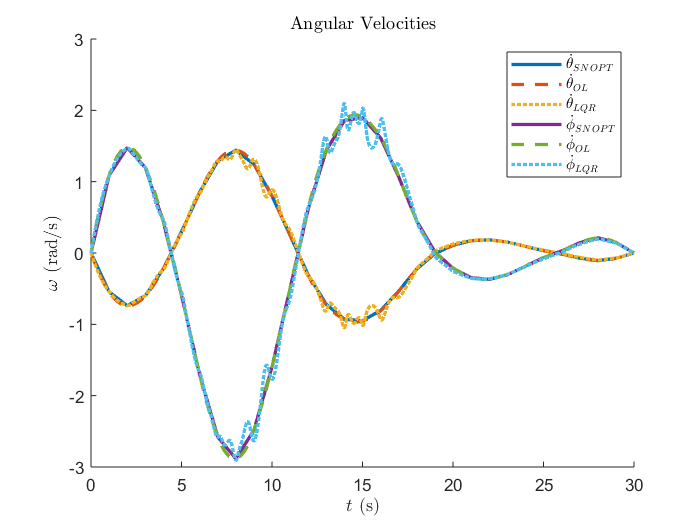 Angular Velocities
3
2
1
0
-1
-2
-3
ω (rad/s)
0 5 10 15 20 25 30
t (s)
θ̇_SNOPT
θ̇_OL
θ̇_LQR
ϕ̇_SNOPT
ϕ̇_OL
ϕ̇_LQR